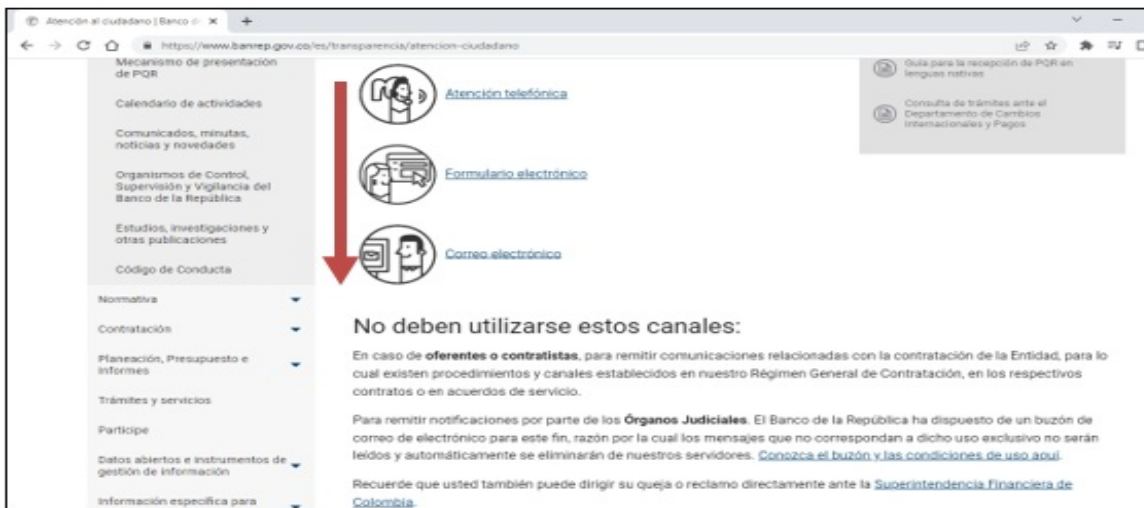 Atención al ciudadano | Banco de
https://www.banrep.gov.co/es/transparencia/atencion-ciudadano
Mecanismo de presentación
de PQR
Calendario de actividades
Comunicados, minutas,
noticias y novedades
Organismos de Control,
Supervisión y Vigilancia del
Banco de la República
Estudios, investigaciones y
otras publicaciones
Código de Conducta
Normativa
Contratación
Planeación, Presupuesto e
Informes
Trámites y servicios
Participe
Datos abiertos e instrumentos de
gestión de información
Información específica para
Atención telefónica
Formulario electrónico
Correo electrónico
No deben utilizarse estos canales:
En caso de oferentes o contratistas, para remitir comunicaciones relacionadas con la contratación de la Entidad, para lo
cual existen procedimientos y canales establecidos en nuestro Régimen General de Contratación, en los respectivos
contratos o en acuerdos de servicio.
Para remitir notificaciones por parte de los Órganos Judiciales. El Banco de la República ha dispuesto de un buzón de
correo de electrónico para este fin, razón por la cual los mensajes que no correspondan a dicho uso exclusivo no serán
leídos y automáticamente se eliminarán de nuestros servidores. Conozca el buzón y las condiciones de uso aquí.
Recuerde que usted también puede dirigir su queja o reclamo directamente ante la Superintendencia Financiera de
Colombia.
Guía para la recepción de PQR en
lenguas nativas
Consulta de trámites ante el
Departamento de Cambios
Internacionales y Pagos